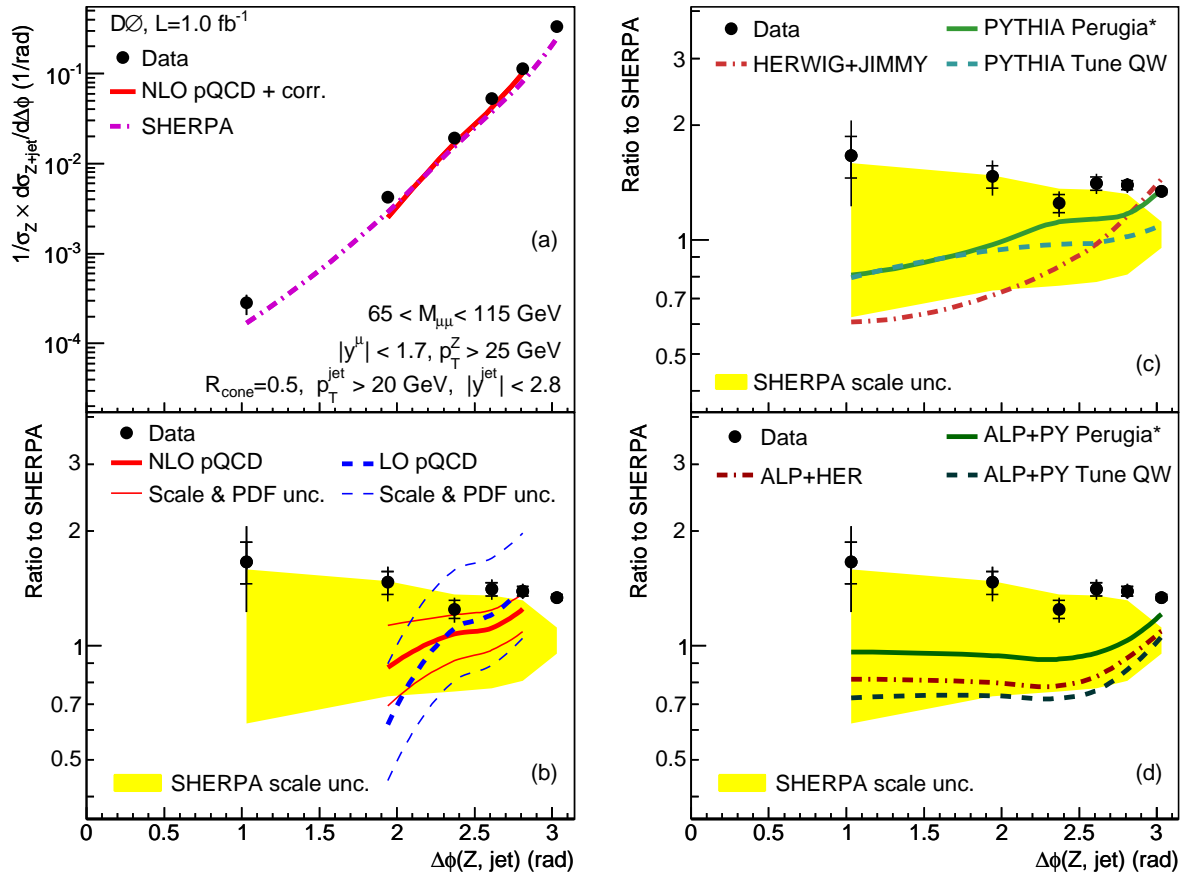 DØ, L=1.0 fb⁻¹
Data
NLO pQCD + corr.
SHERPA
1/σ_Z × dσ_Z+jet/dΔϕ (1/rad)
10⁻¹
10⁻²
10⁻³
10⁻⁴
(a)
65 < M_μμ < 115 GeV
|y^μ| < 1.7, p_T^Z > 25 GeV
R_cone=0.5, p_T^jet > 20 GeV, |y^jet| < 2.8
Ratio to SHERPA
Data
PYTHIA Perugia*
HERWIG+JIMMY
PYTHIA Tune QW
3
2
1
0.7
0.5
(c)
SHERPA scale unc.
Ratio to SHERPA
Data
NLO pQCD
LO pQCD
Scale & PDF unc.
Scale & PDF unc.
2
1
0.7
0.5
SHERPA scale unc.
(b)
0 0.5 1 1.5 2 2.5 3
Δϕ(Z, jet) (rad)
Ratio to SHERPA
Data
ALP+PY Perugia*
ALP+HER
ALP+PY Tune QW
2
1
0.7
0.5
SHERPA scale unc.
(d)
0 0.5 1 1.5 2 2.5 3
Δϕ(Z, jet) (rad)